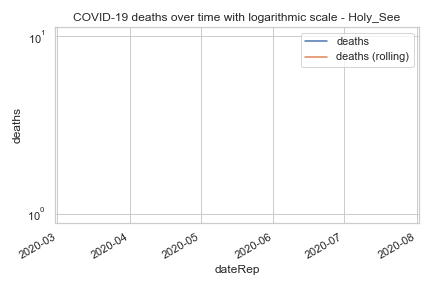 COVID-19 deaths over time with logarithmic scale - Holy_See
10¹
deaths
deaths (rolling)
deaths
10⁰
2020-03
2020-04
2020-05
2020-06
2020-07
2020-08
dateRep